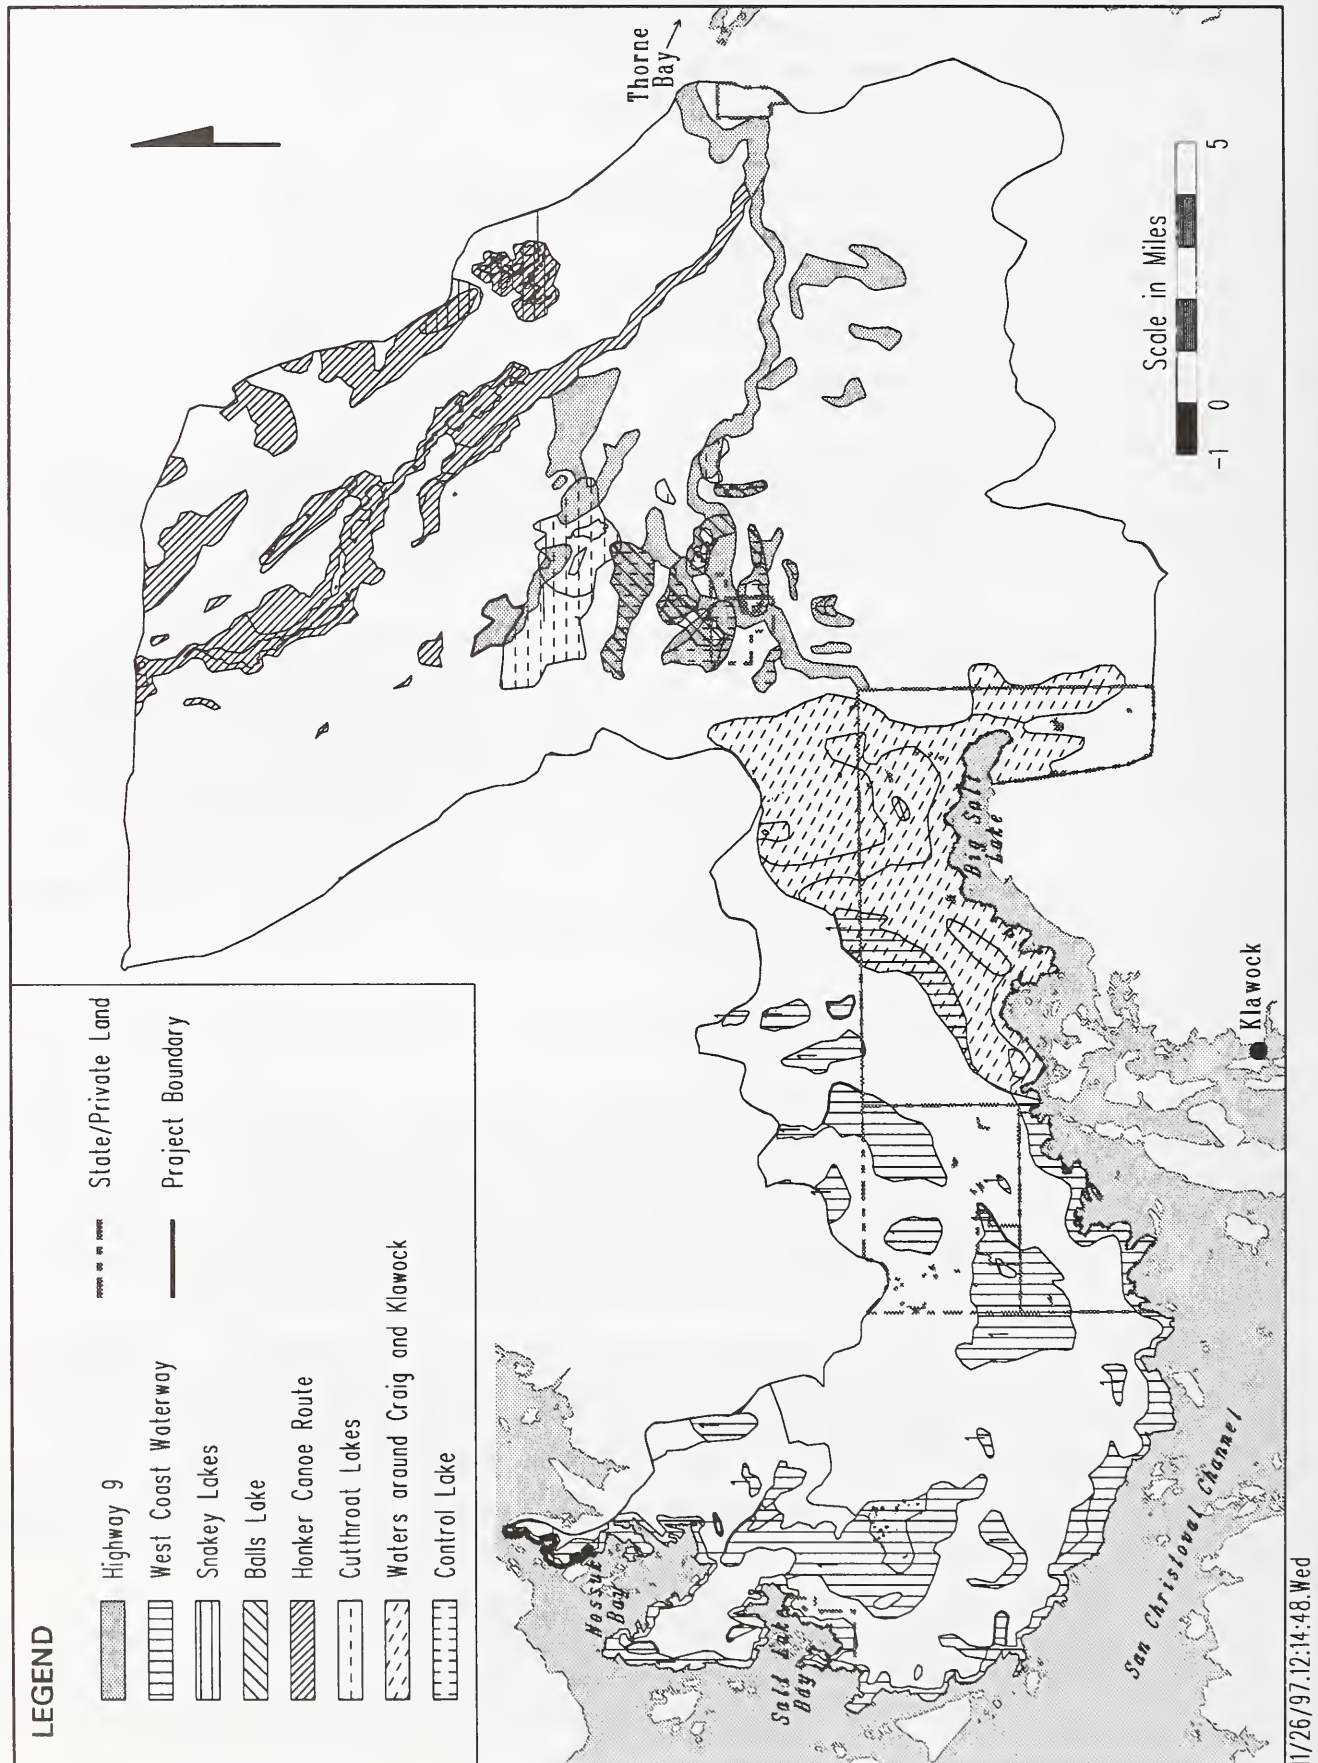 LEGEND
Highway 9
West Coast Waterway
Snakey Lakes
Balls Lake
Honker Canoe Route
Cutthroat Lakes
Waters around Craig and Klawock
Control Lake
State/Private Land
Project Boundary
Thorne
Bay
Scale in Miles
-1 0 5
Big Salt
Lake
Klawock
Nossuk
Bay
Salt Lake
Bay
San Christoval Channel
11/26/97.12:14:48.Wed